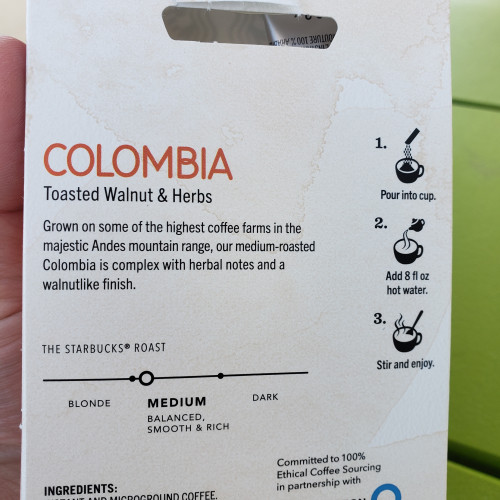 COLOMBIA
Toasted Walnut & Herbs
Grown on some of the highest coffee farms in the
majestic Andes mountain range, our medium-roasted
Colombia is complex with herbal notes and a
walnutlike finish.
1.
Pour into cup.
2.
Add 8 fl oz
hot water.
3.
Stir and enjoy.
THE STARBUCKS® ROAST
BLONDE
MEDIUM
BALANCED,
SMOOTH & RICH
DARK
Committed to 100%
Ethical Coffee Sourcing
in partnership with
INGREDIENTS:
AND MICROGROUND COFFEE.